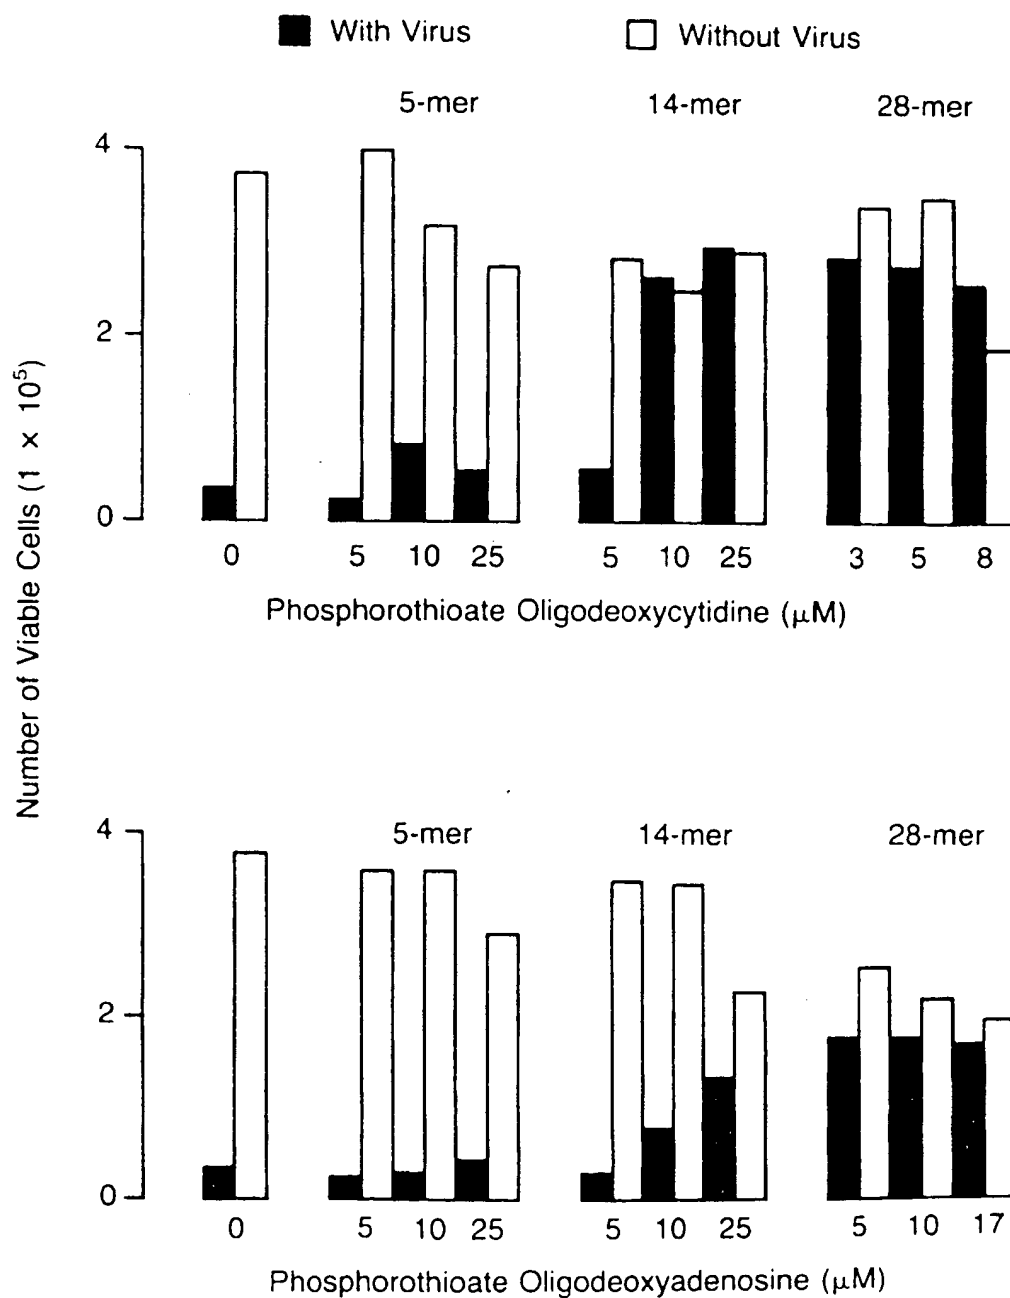 With Virus Without Virus
5-mer 14-mer 28-mer
4
2
0
0 5 10 25 5 10 25 3 5 8
Phosphorothioate Oligodeoxycytidine (μM)
Number of Viable Cells (1 × 10⁵)
5-mer 14-mer 28-mer
4
2
0
0 5 10 25 5 10 25 5 10 17
Phosphorothioate Oligodeoxyadenosine (μM)